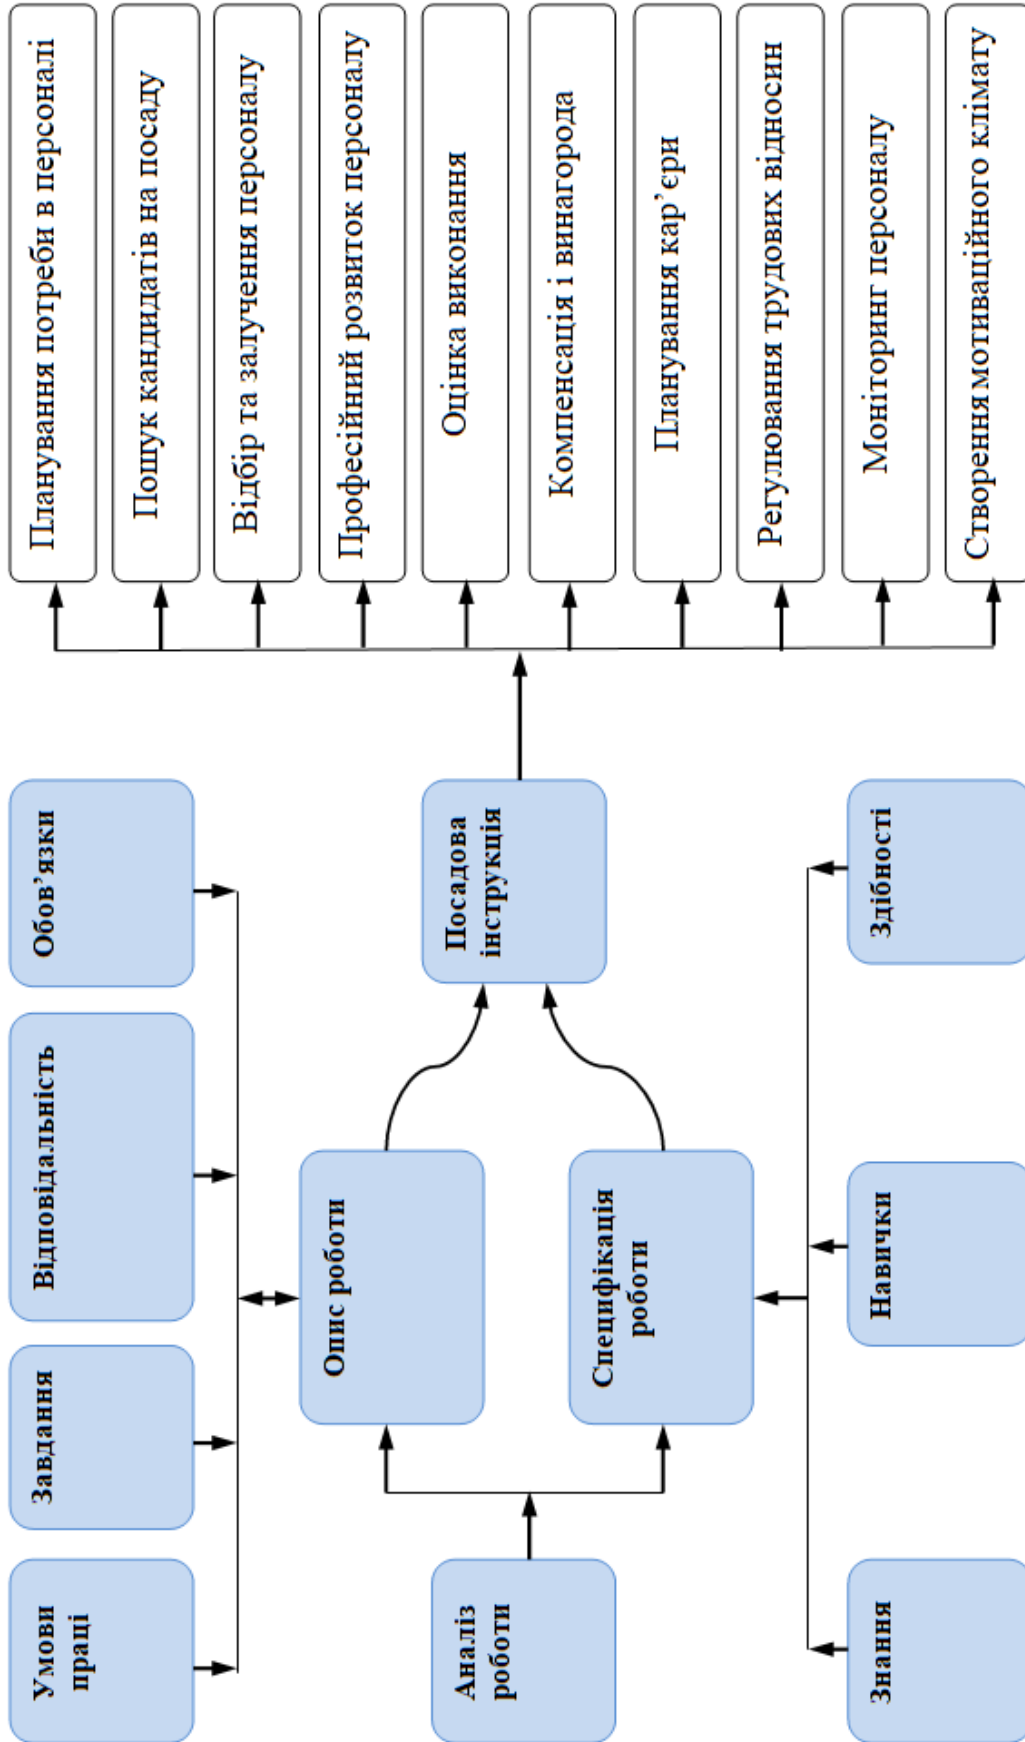 Умови
праці
Завдання
Відповідальність
Обов’язки
Аналіз
роботи
Опис роботи
Специфікація
роботи
Посадова
інструкція
Знання
Навички
Здібності
Планування потреби в персоналі
Пошук кандидатів на посаду
Відбір та залучення персоналу
Професійний розвиток персоналу
Оцінка виконання
Компенсація і винагорода
Планування кар’єри
Регулювання трудових відносин
Моніторинг персоналу
Створення мотиваційного клімату